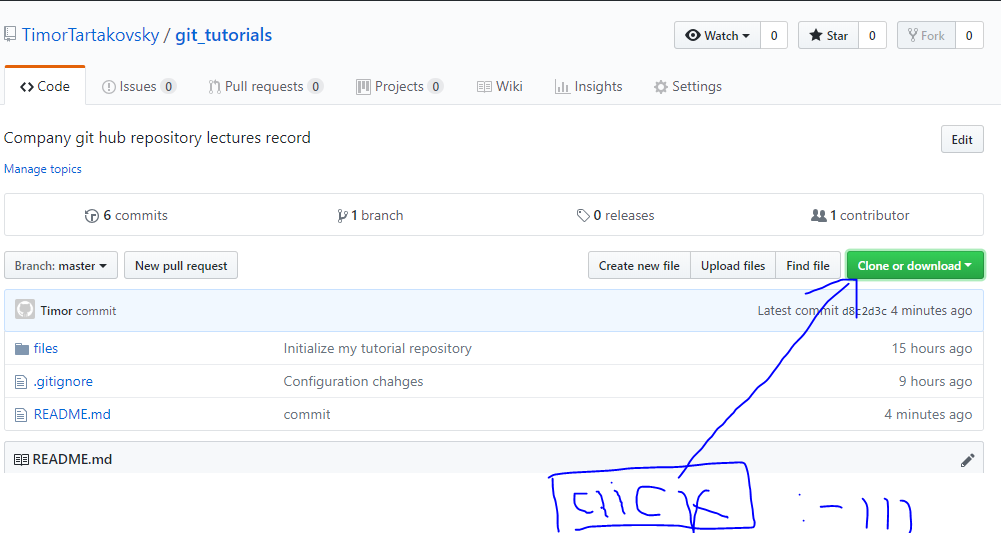 TimorTartakovsky / git_tutorials
Watch 0 Star 0 Fork 0
Code Issues 0 Pull requests 0 Projects 0 Wiki Insights Settings
Company git hub repository lectures record
Edit
Manage topics
6 commits 1 branch 0 releases 1 contributor
Branch: master New pull request Create new file Upload files Find file Clone or download
Timor commit Latest commit d8c2d3c 4 minutes ago
files Initialize my tutorial repository 15 hours ago
.gitignore Configuration chahges 9 hours ago
README.md commit 4 minutes ago
README.md
click :-)))